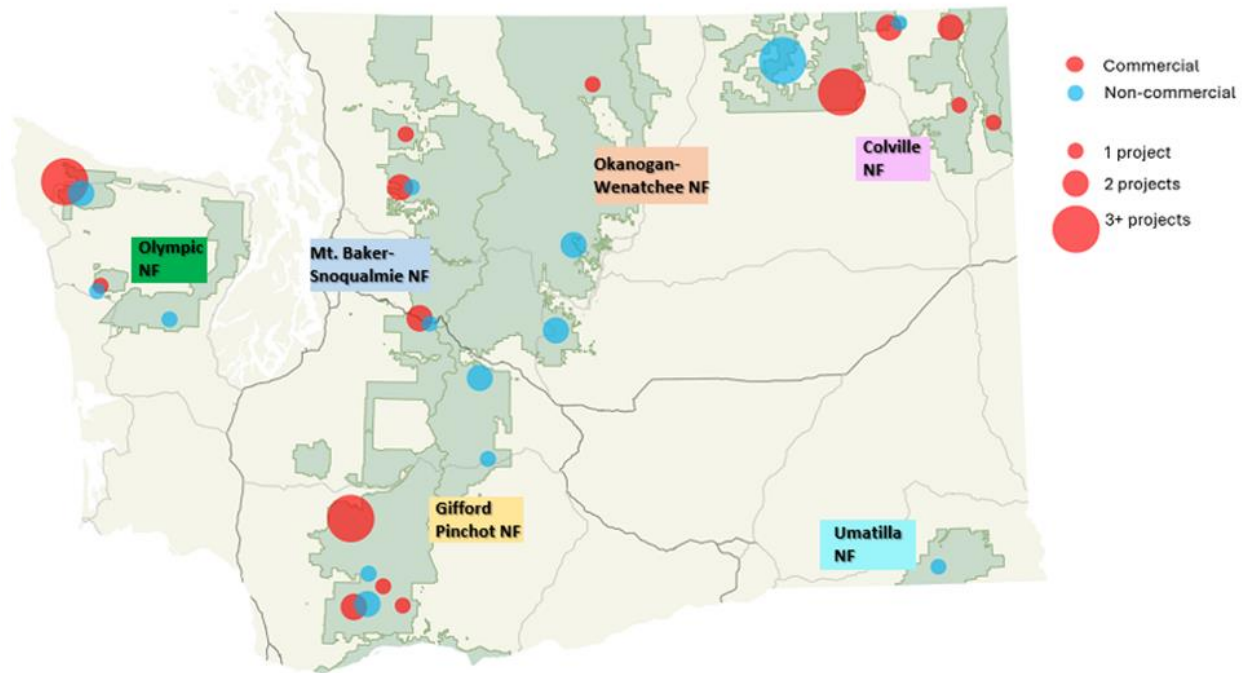 Commercial
Non-commercial
1 project
2 projects
3+ projects
Colville
NF
Okanogan-
Wenatchee NF
Olympic
NF
Mt. Baker-
Snoqualmie NF
Gifford
Pinchot NF
Umatilla
NF